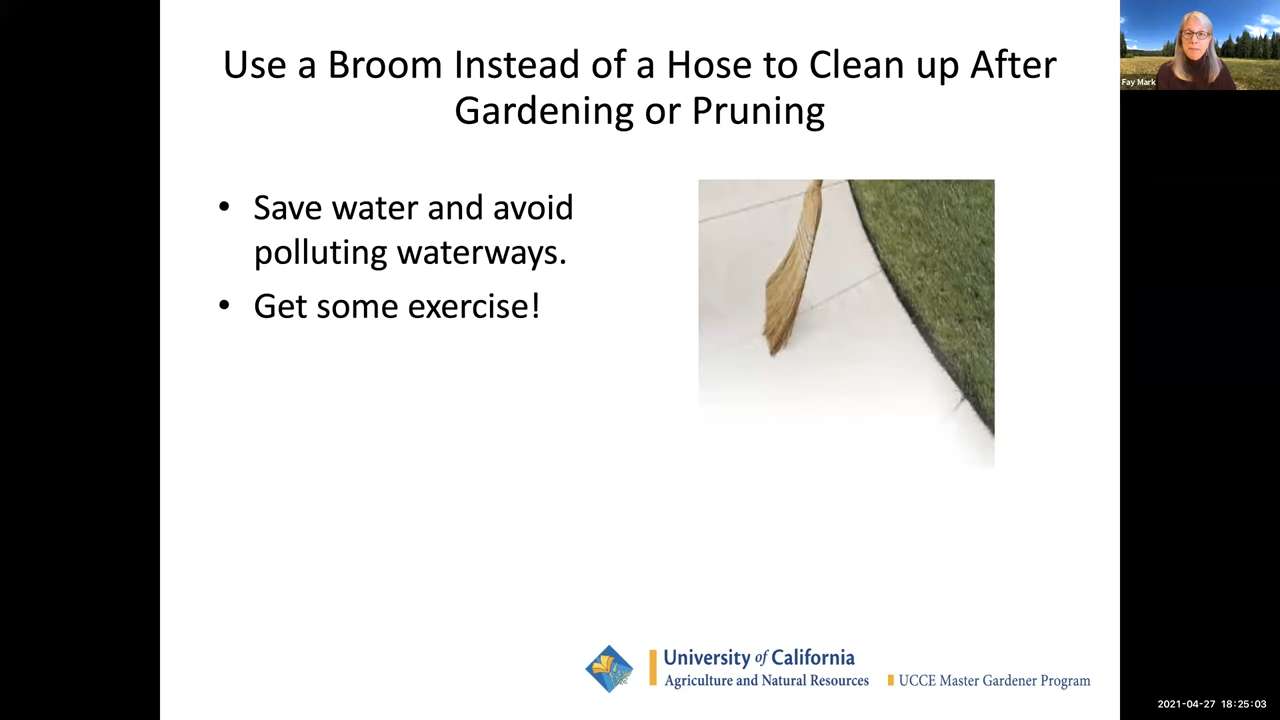 Use a Broom Instead of a Hose to Clean up After
Gardening or Pruning
• Save water and avoid
polluting waterways.
• Get some exercise!
University of California
Agriculture and Natural Resources
UCCE Master Gardener Program
Fay Mark
2021-04-27 18:25:03